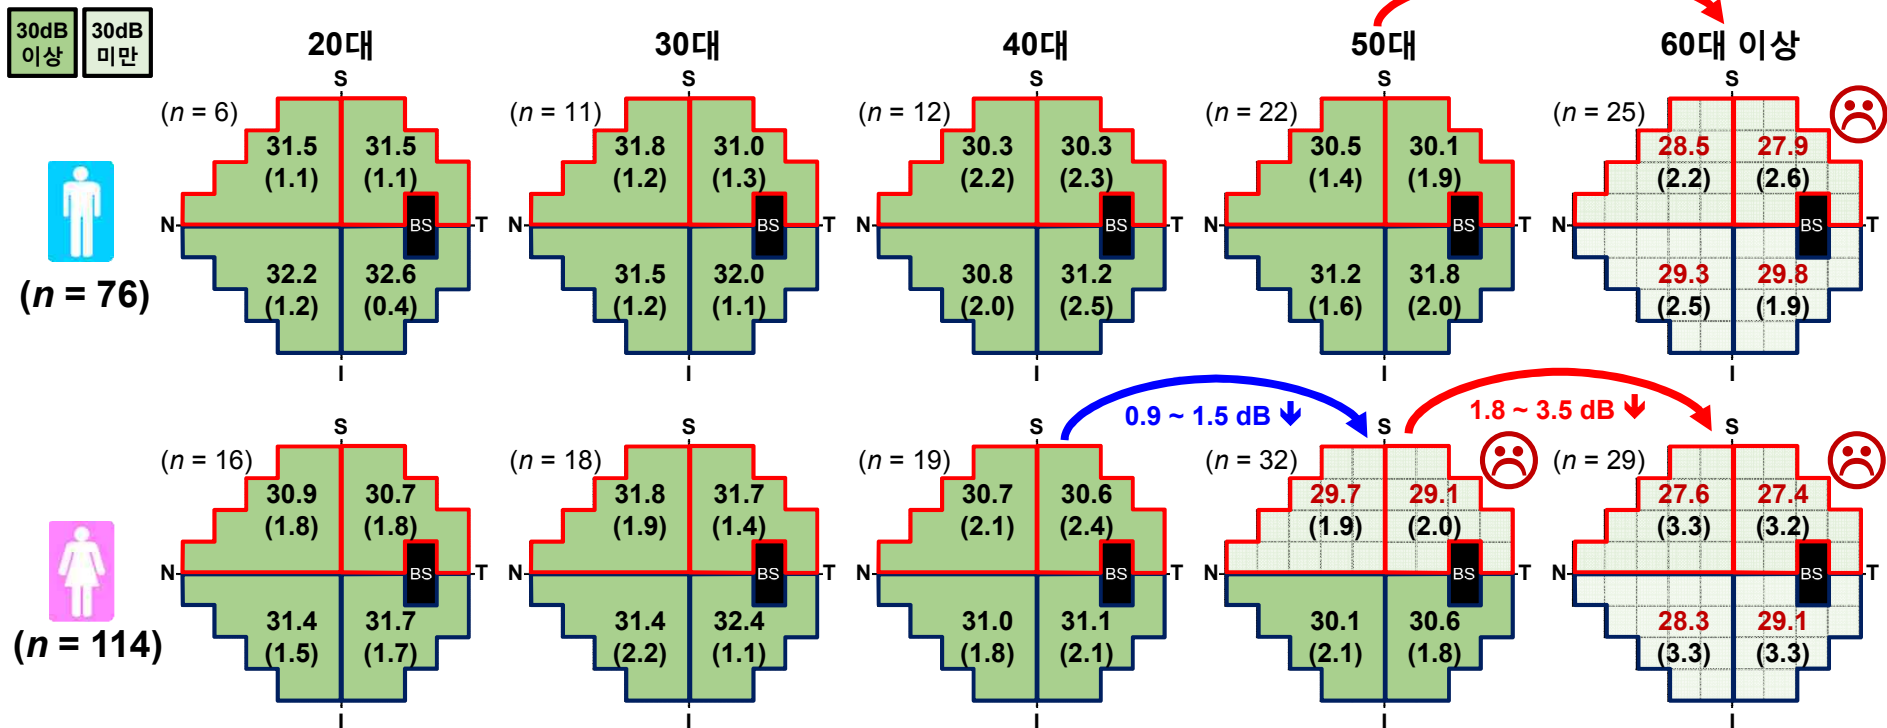 30dB 이상
30dB 미만
20대
30대
40대
50대
60대 이상
(n = 76)
(n = 6)
S
31.5 31.5
(1.1) (1.1)
N BS T
32.2 32.6
(1.2) (0.4)
I
(n = 11)
S
31.8 31.0
(1.2) (1.3)
N BS T
31.5 32.0
(1.2) (1.1)
I
(n = 12)
S
30.3 30.3
(2.2) (2.3)
N BS T
30.8 31.2
(2.0) (2.5)
I
(n = 22)
S
30.5 30.1
(1.4) (1.9)
N BS T
31.2 31.8
(1.6) (2.0)
I
(n = 25)
S
28.5 27.9
(2.2) (2.6)
N BS T
29.3 29.8
(2.5) (1.9)
I
0.9 ~ 1.5 dB ↓
1.8 ~ 3.5 dB ↓
(n = 114)
(n = 16)
S
30.9 30.7
(1.8) (1.8)
N BS T
31.4 31.7
(1.5) (1.7)
I
(n = 18)
S
31.8 31.7
(1.9) (1.4)
N BS T
31.4 32.4
(2.2) (1.1)
I
(n = 19)
S
30.7 30.6
(2.1) (2.4)
N BS T
31.0 31.1
(1.8) (2.1)
I
(n = 32)
S
29.7 29.1
(1.9) (2.0)
N BS T
30.1 30.6
(2.1) (1.8)
I
(n = 29)
S
27.6 27.4
(3.3) (3.2)
N BS T
28.3 29.1
(3.3) (3.3)
I